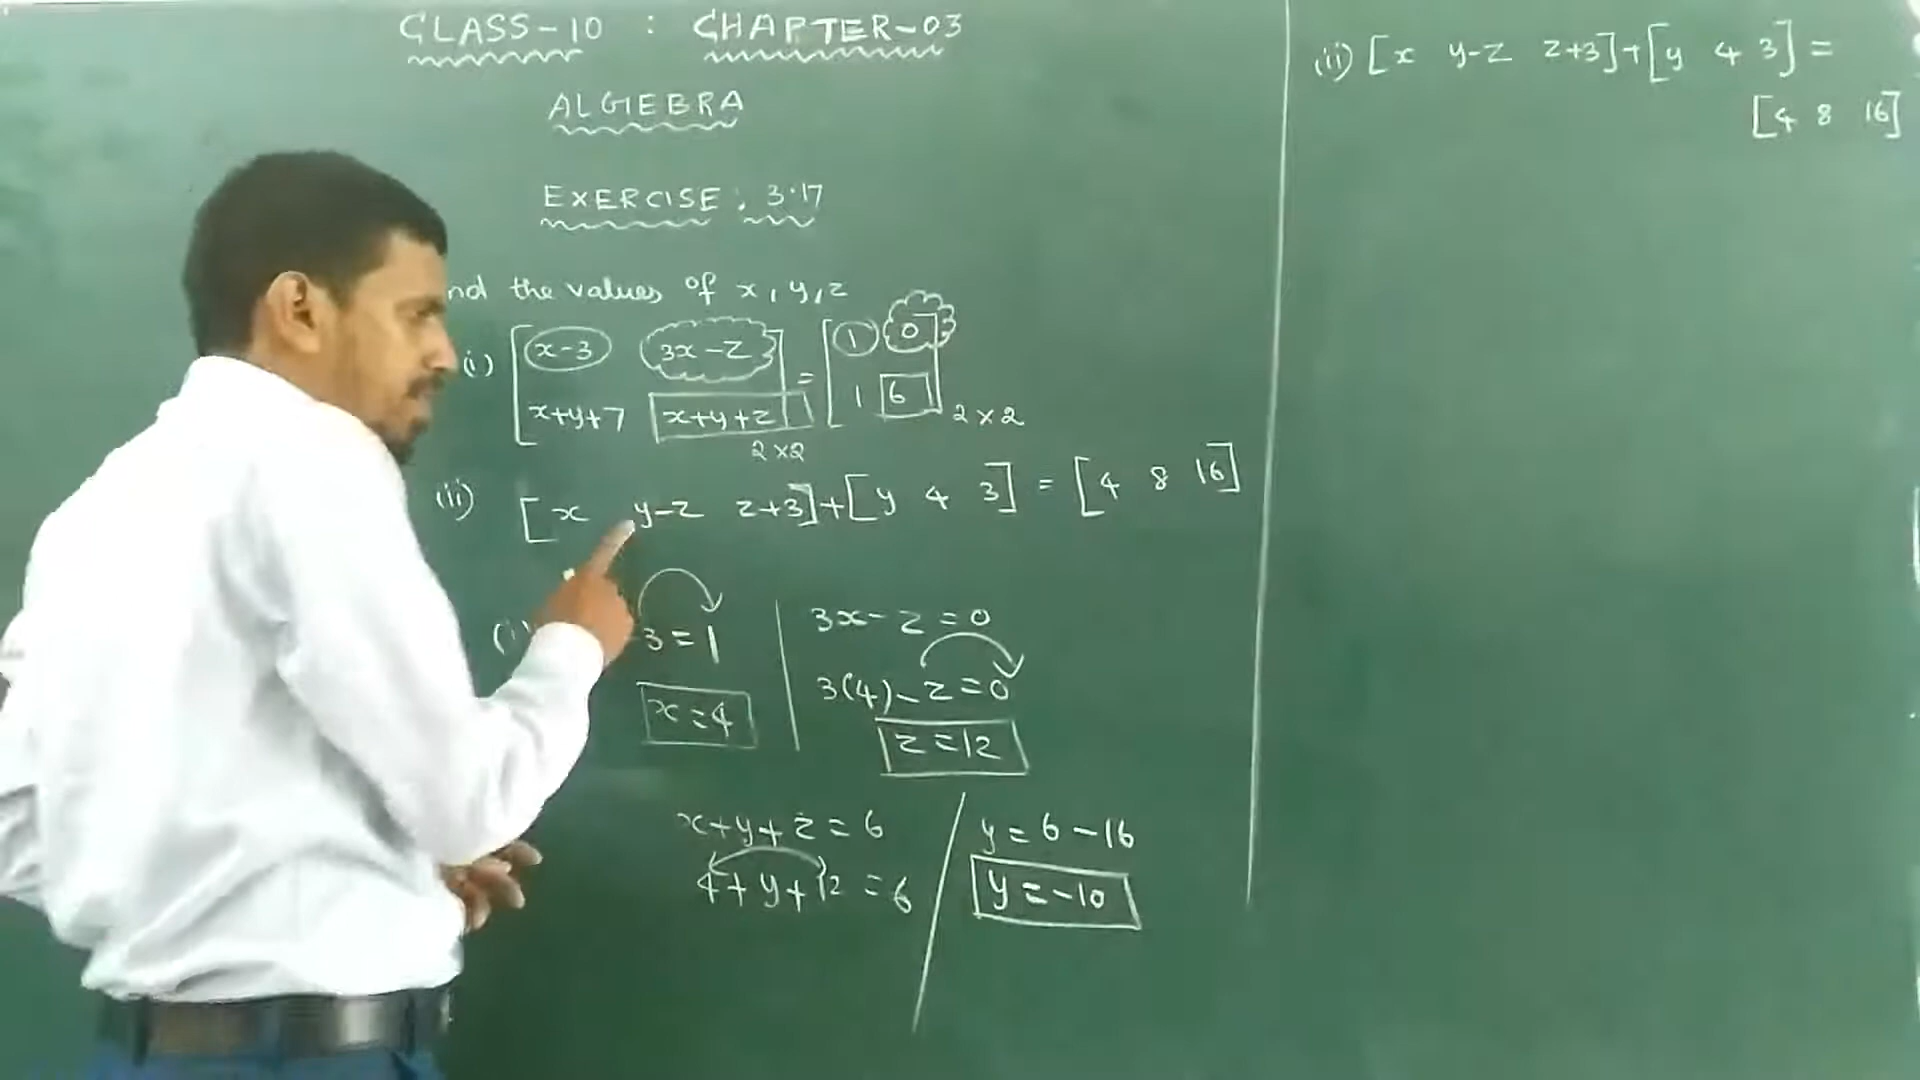 CLASS-10 : CHAPTER-03
ALGEBRA
EXERCISE : 3.17
nd the values of x, y, z
(i) [x-3 3x-z
x+y+7 x+y+z] 2×2 = [1 0
1 6] 2×2
(ii) [x y-z z+3]+[y 4 3] = [4 8 16]
3=1
x=4
3x-z=0
3(4)-z=0
z=12
x+y+z=6
4+y+12=6
y=6-16
y=-10
(ii) [x y-z z+3]+[y 4 3]=
[4 8 16]